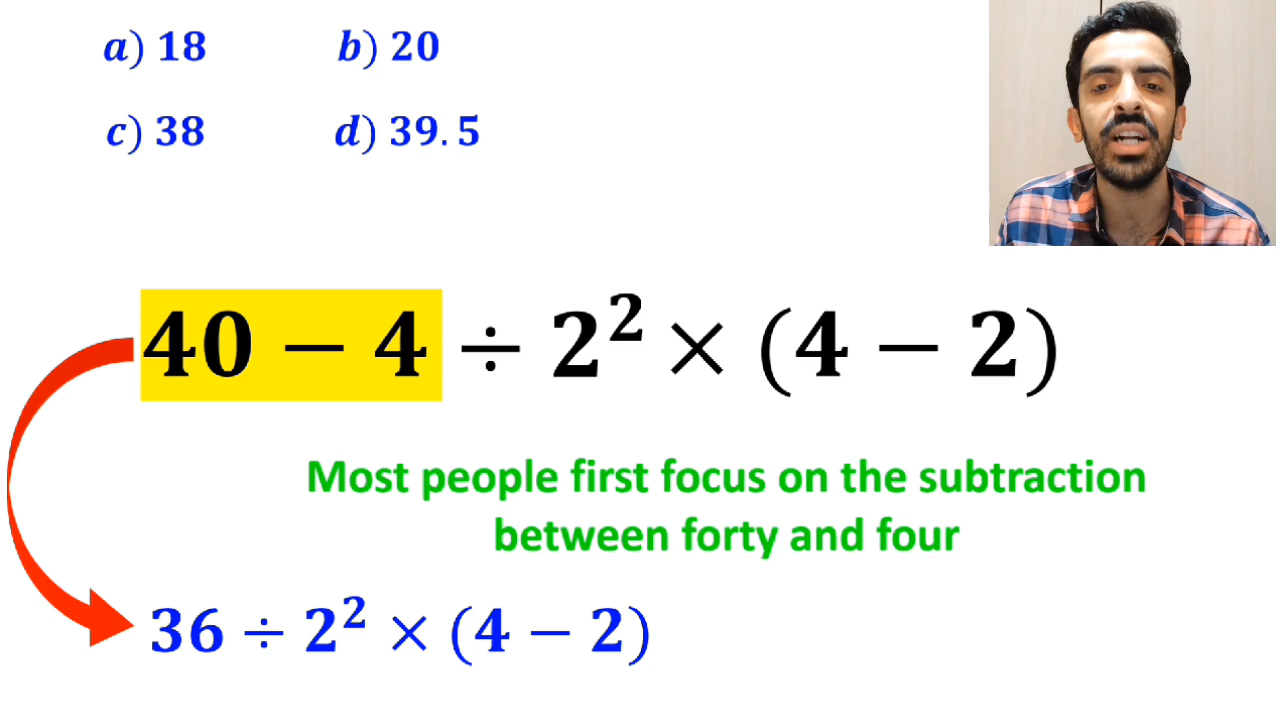 a) 18 b) 20
c) 38 d) 39.5
40 − 4 ÷ 2² × (4 − 2)
Most people first focus on the subtraction
between forty and four
36 ÷ 2² × (4 − 2)